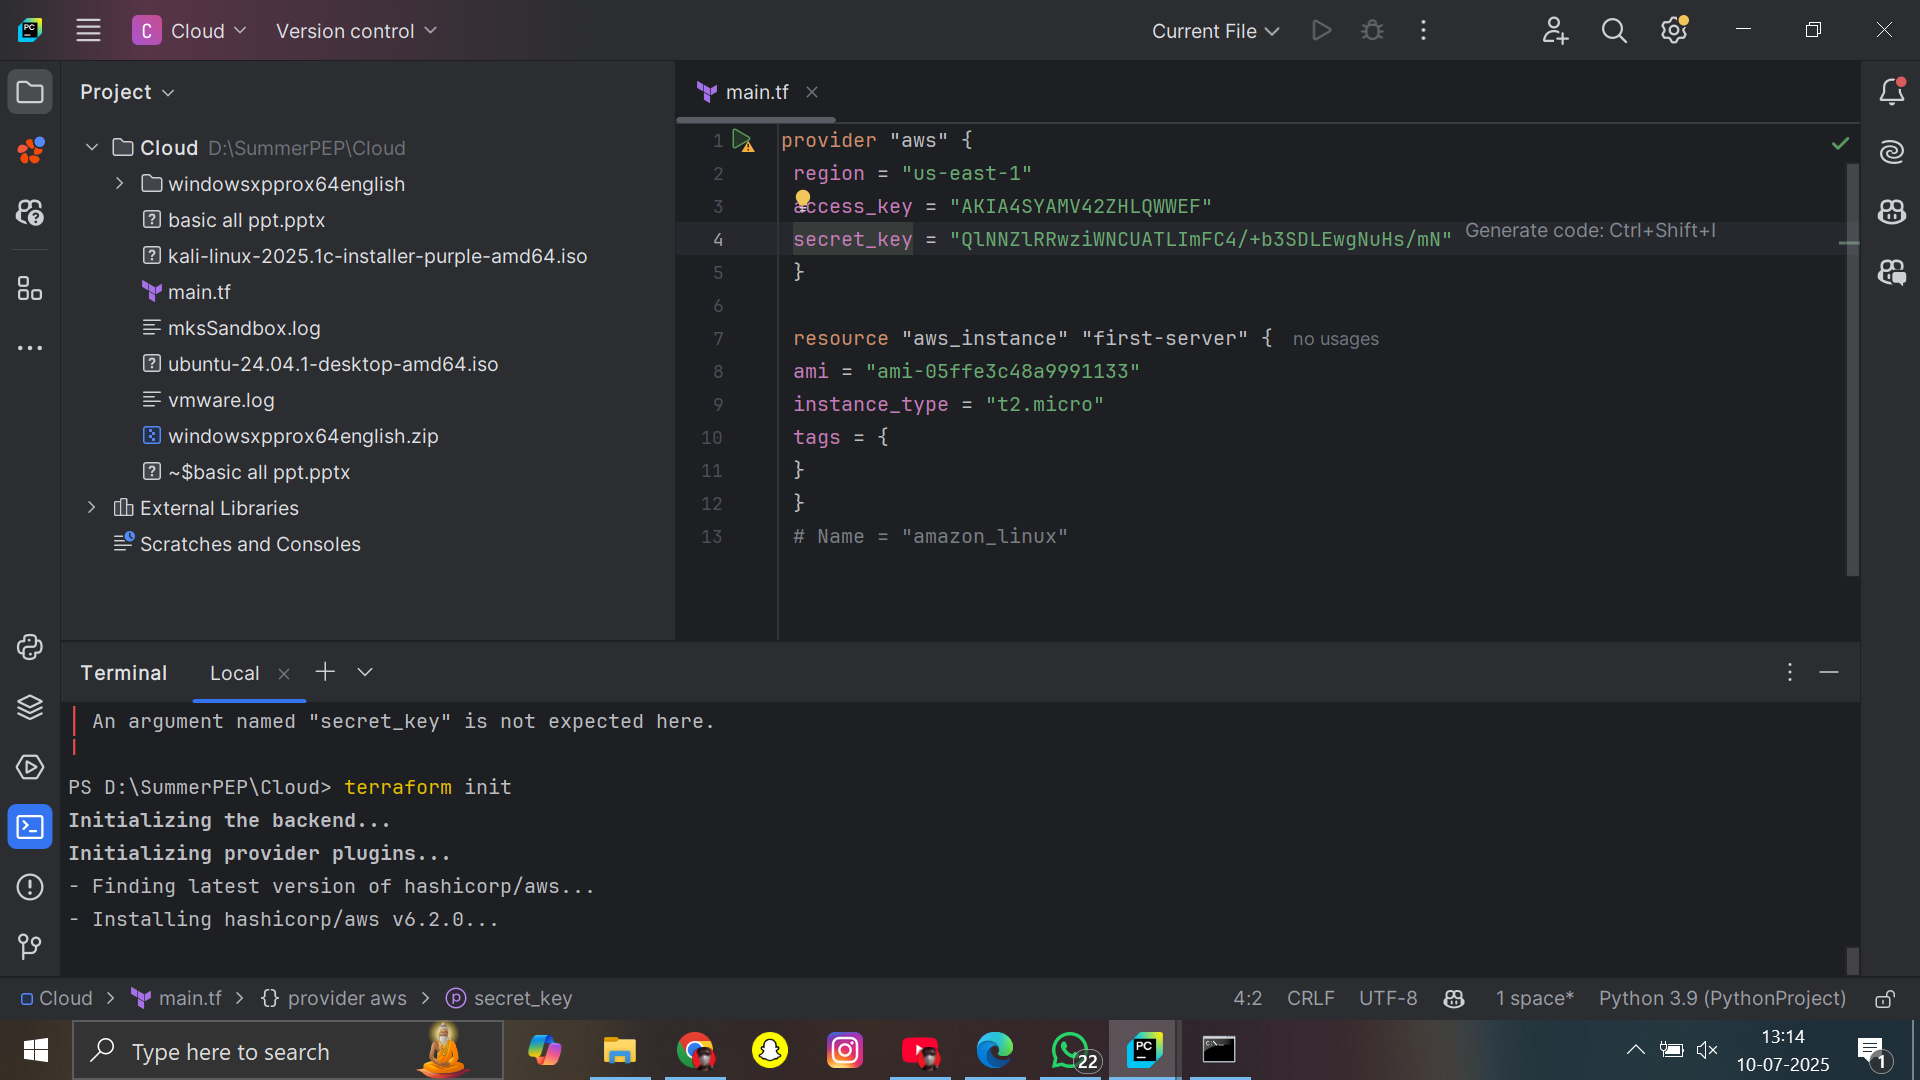 PC
C
Cloud
Version control
Current File
Project
main.tf
Cloud D:\SummerPEP\Cloud
windowsxpprox64english
basic all ppt.pptx
kali-linux-2025.1c-installer-purple-amd64.iso
main.tf
mksSandbox.log
ubuntu-24.04.1-desktop-amd64.iso
vmware.log
windowsxpprox64english.zip
~$basic all ppt.pptx
External Libraries
Scratches and Consoles
1 provider "aws" {
2 region = "us-east-1"
3 access_key = ""
4 secret_key = "" Generate code: Ctrl+Shift+I
5 }
6
7 resource "aws_instance" "first-server" { no usages
8 ami = "ami-05ffe3c48a9991133"
9 instance_type = "t2.micro"
10 tags = {
11 }
12 }
13 # Name = "amazon_linux"
Terminal
Local
An argument named "secret_key" is not expected here.
PS D:\SummerPEP\Cloud> terraform init
Initializing the backend...
Initializing provider plugins...
- Finding latest version of hashicorp/aws...
- Installing hashicorp/aws v6.2.0...
Cloud > main.tf > {} provider aws > p secret_key
4:2
CRLF
UTF-8
1 space*
Python 3.9 (PythonProject)
Type here to search
22
PC
13:14
10-07-2025
1